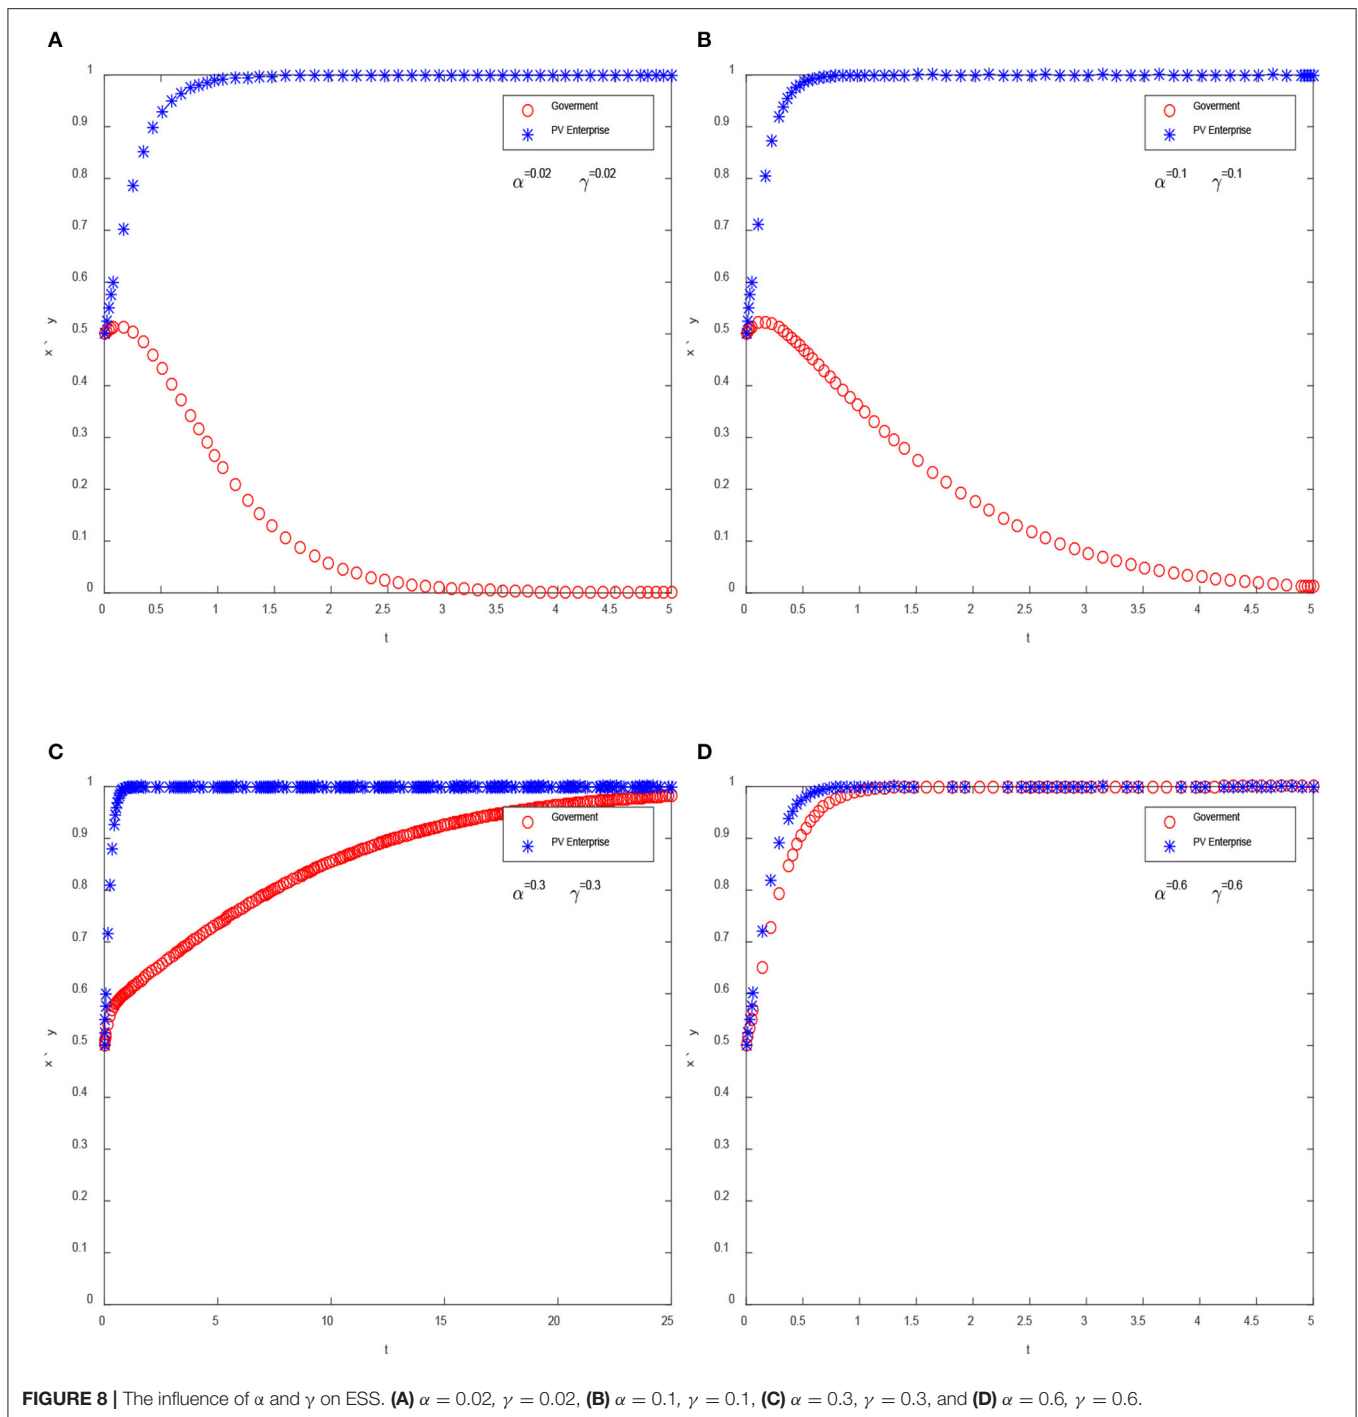 A
1
0.9
0.8
0.7
0.6
0.5
0.4
0.3
0.2
0.1
0
x` y
0 0.5 1 1.5 2 2.5 3 3.5 4 4.5 5
t
Goverment
PV Enterprise
α=0.02 γ=0.02
B
1
0.9
0.8
0.7
0.6
0.5
0.4
0.3
0.2
0.1
0
x` y
0 0.5 1 1.5 2 2.5 3 3.5 4 4.5 5
t
Goverment
PV Enterprise
α=0.1 γ=0.1
C
1
0.9
0.8
0.7
0.6
0.5
0.4
0.3
0.2
0.1
0
x` y
0 5 10 15 20 25
t
Goverment
PV Enterprise
α=0.3 γ=0.3
D
1
0.9
0.8
0.7
0.6
0.5
0.4
0.3
0.2
0.1
0
x` y
0 0.5 1 1.5 2 2.5 3 3.5 4 4.5 5
t
Goverment
PV Enterprise
α=0.6 γ=0.6
FIGURE 8 | The influence of α and γ on ESS. (A) α = 0.02, γ = 0.02, (B) α = 0.1, γ = 0.1, (C) α = 0.3, γ = 0.3, and (D) α = 0.6, γ = 0.6.